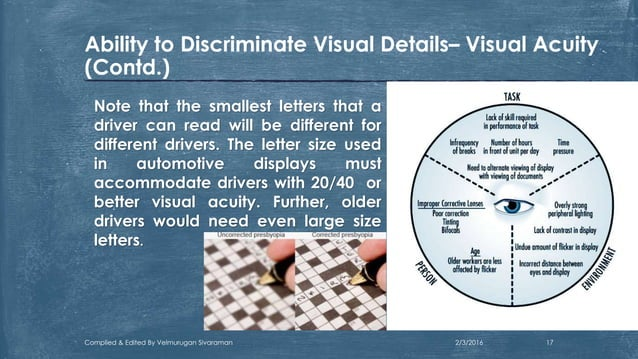 Ability to Discriminate Visual Details– Visual Acuity
(Contd.)
Note that the smallest letters that a
driver can read will be different for
different drivers. The letter size used
in automotive displays must
accommodate drivers with 20/40 or
better visual acuity. Further, older
drivers would need even large size
letters.
Uncorrected presbyopia
Corrected presbyopia
TASK
Lack of skill required
in performance of task
Infrequency
of breaks
Number of hours
in front of unit per day
Time
pressure
Need to alternate viewing of display
with viewing of documents
Improper Corrective Lenses
Poor correction
Tinting
Bifocals
Age
Older workers are less
affected by flicker
PERSON
Overly strong
peripheral lighting
Lack of contrast in display
Undue amount of flicker in display
Incorrect distance between
eyes and display
ENVIRONMENT
Complied & Edited By Velmurugan Sivaraman
2/3/2016
17